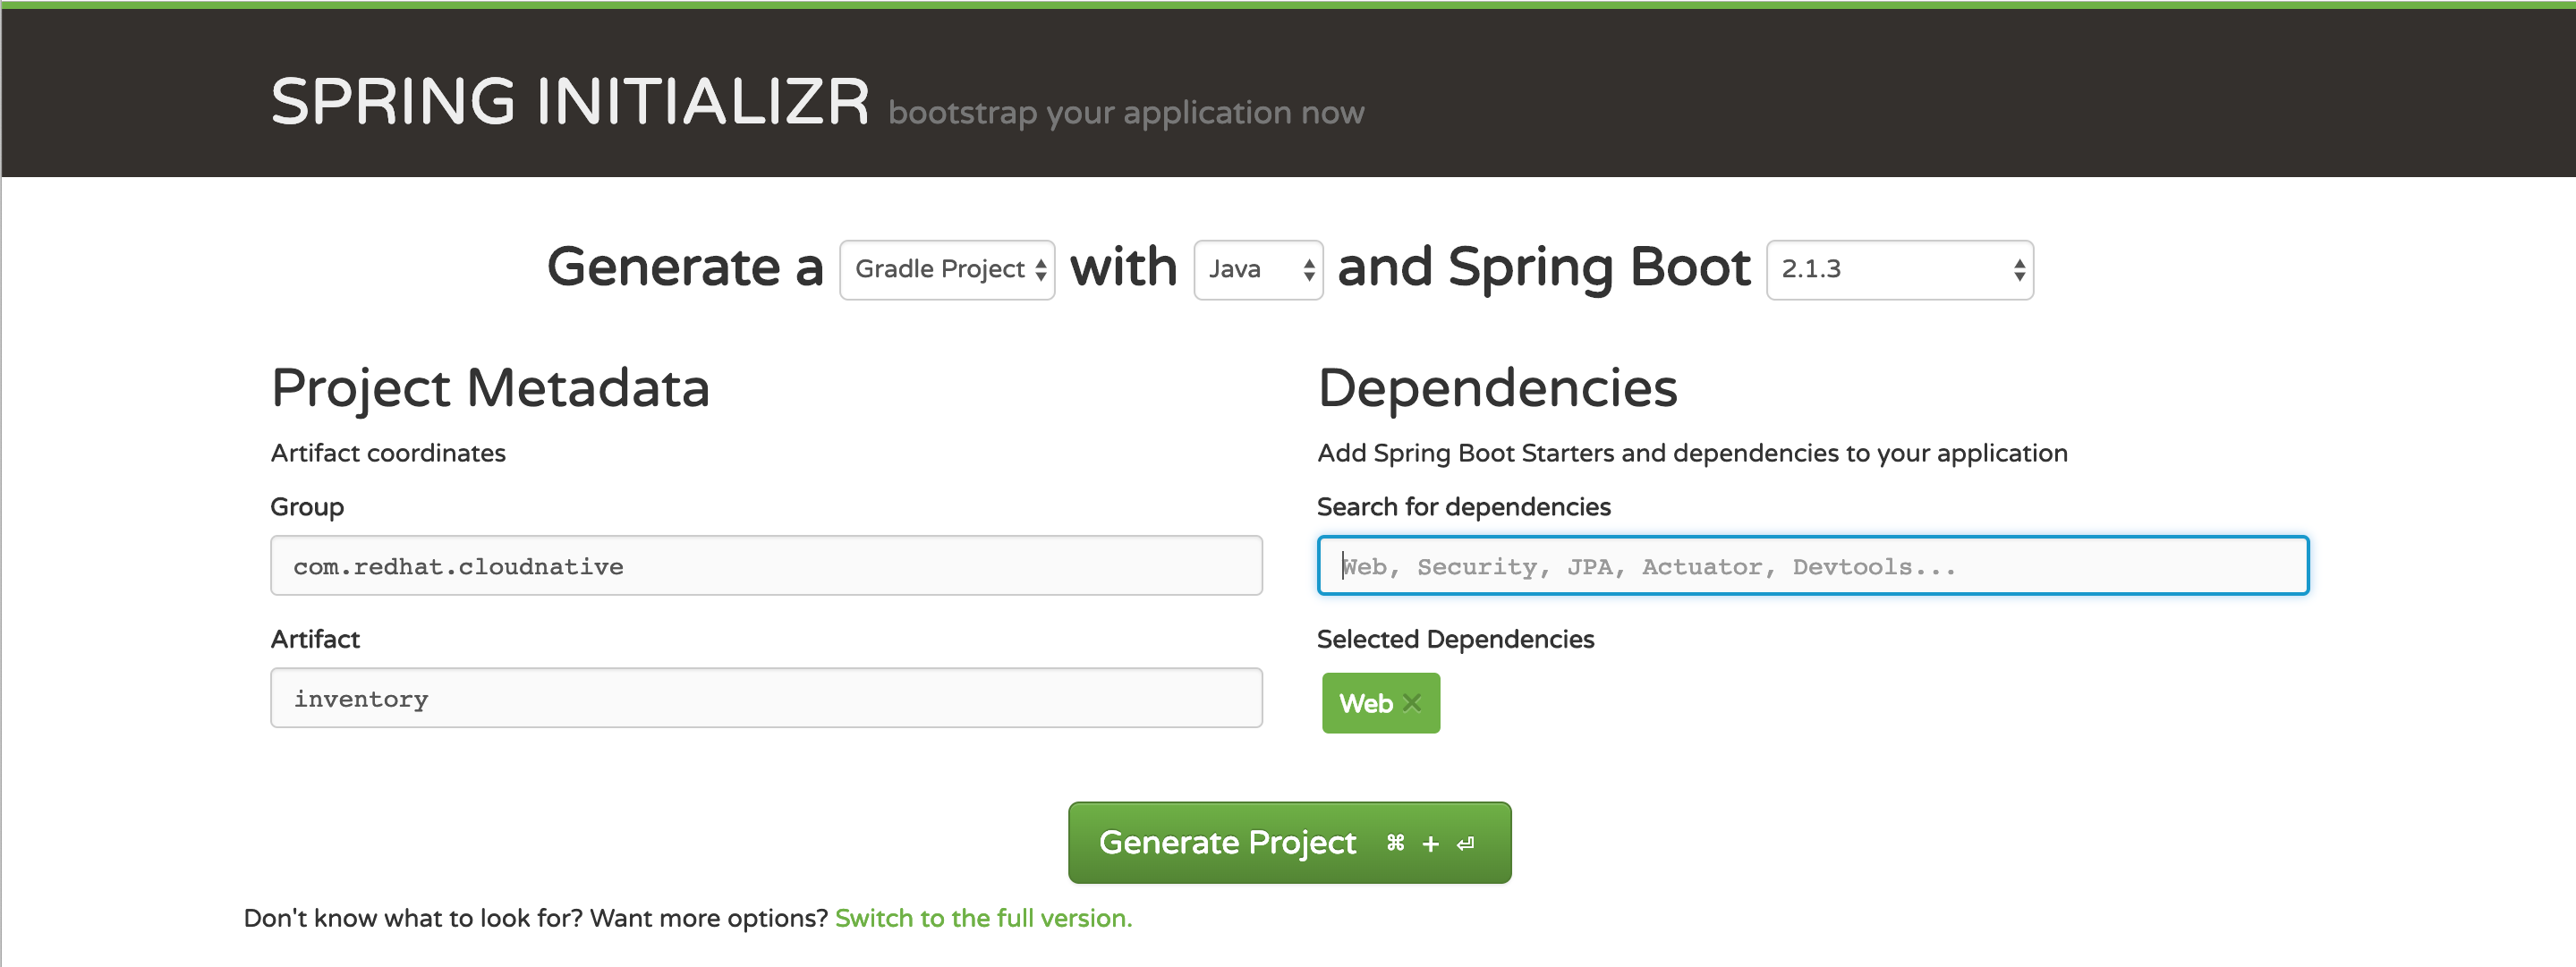 SPRING INITIALIZR bootstrap your application now
Generate a Gradle Project with Java and Spring Boot 2.1.3
Project Metadata
Artifact coordinates
Group
com.redhat.cloudnative
Artifact
inventory
Dependencies
Add Spring Boot Starters and dependencies to your application
Search for dependencies
Web, Security, JPA, Actuator, Devtools...
Selected Dependencies
Web ×
Generate Project ⌘ + ⏎
Don't know what to look for? Want more options? Switch to the full version.